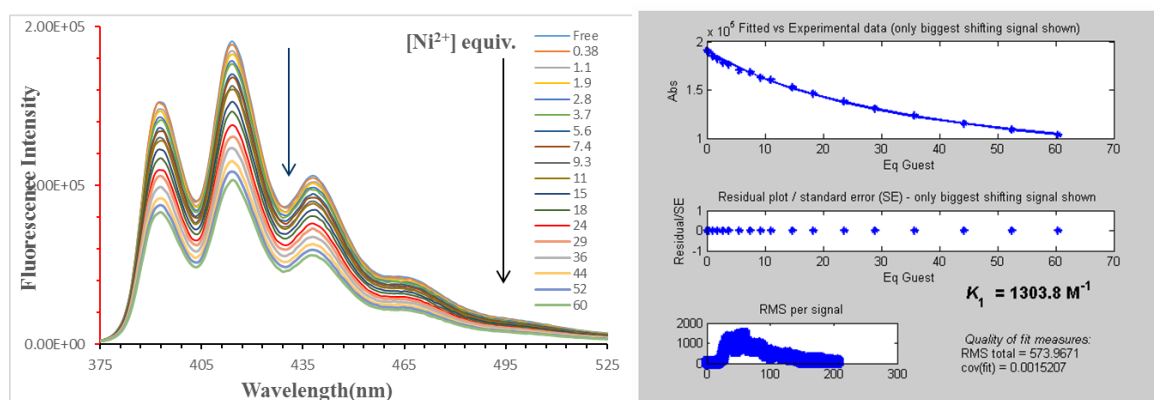 2.00E+05
1.00E+05
0.00E+00
Fluorescence Intensity
375
405
435
465
495
525
Wavelength(nm)
[Ni²⁺] equiv.
Free
0.38
1.1
1.9
2.8
3.7
5.6
7.4
9.3
11
15
18
24
29
36
44
52
60
x 10⁵ Fitted vs Experimental data (only biggest shifting signal shown)
2
1.5
1
Abs
0 10 20 30 40 50 60 70
Eq Guest
Residual plot / standard error (SE) - only biggest shifting signal shown
1
0
-1
Residual/SE
0 10 20 30 40 50 60 70
Eq Guest
K₁ = 1303.8 M⁻¹
RMS per signal
2000
1000
0
0 100 200 300
Quality of fit measures:
RMS total = 573.9671
cov(fit) = 0.0015207